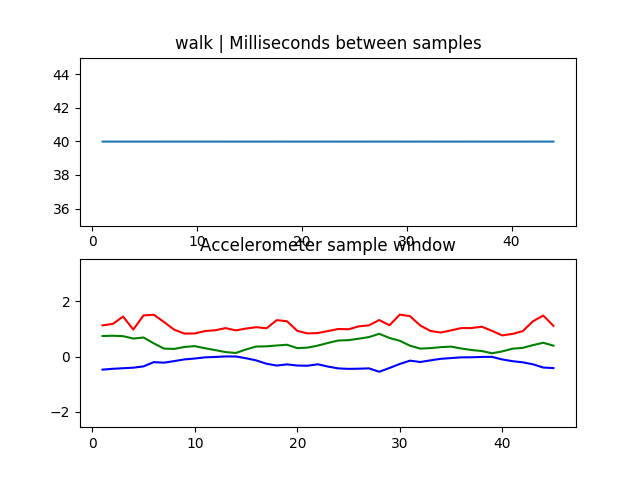 walk | Milliseconds between samples
44
42
40
38
36
0 10 20 30 40
Accelerometer sample window
2
0
−2
0 10 20 30 40